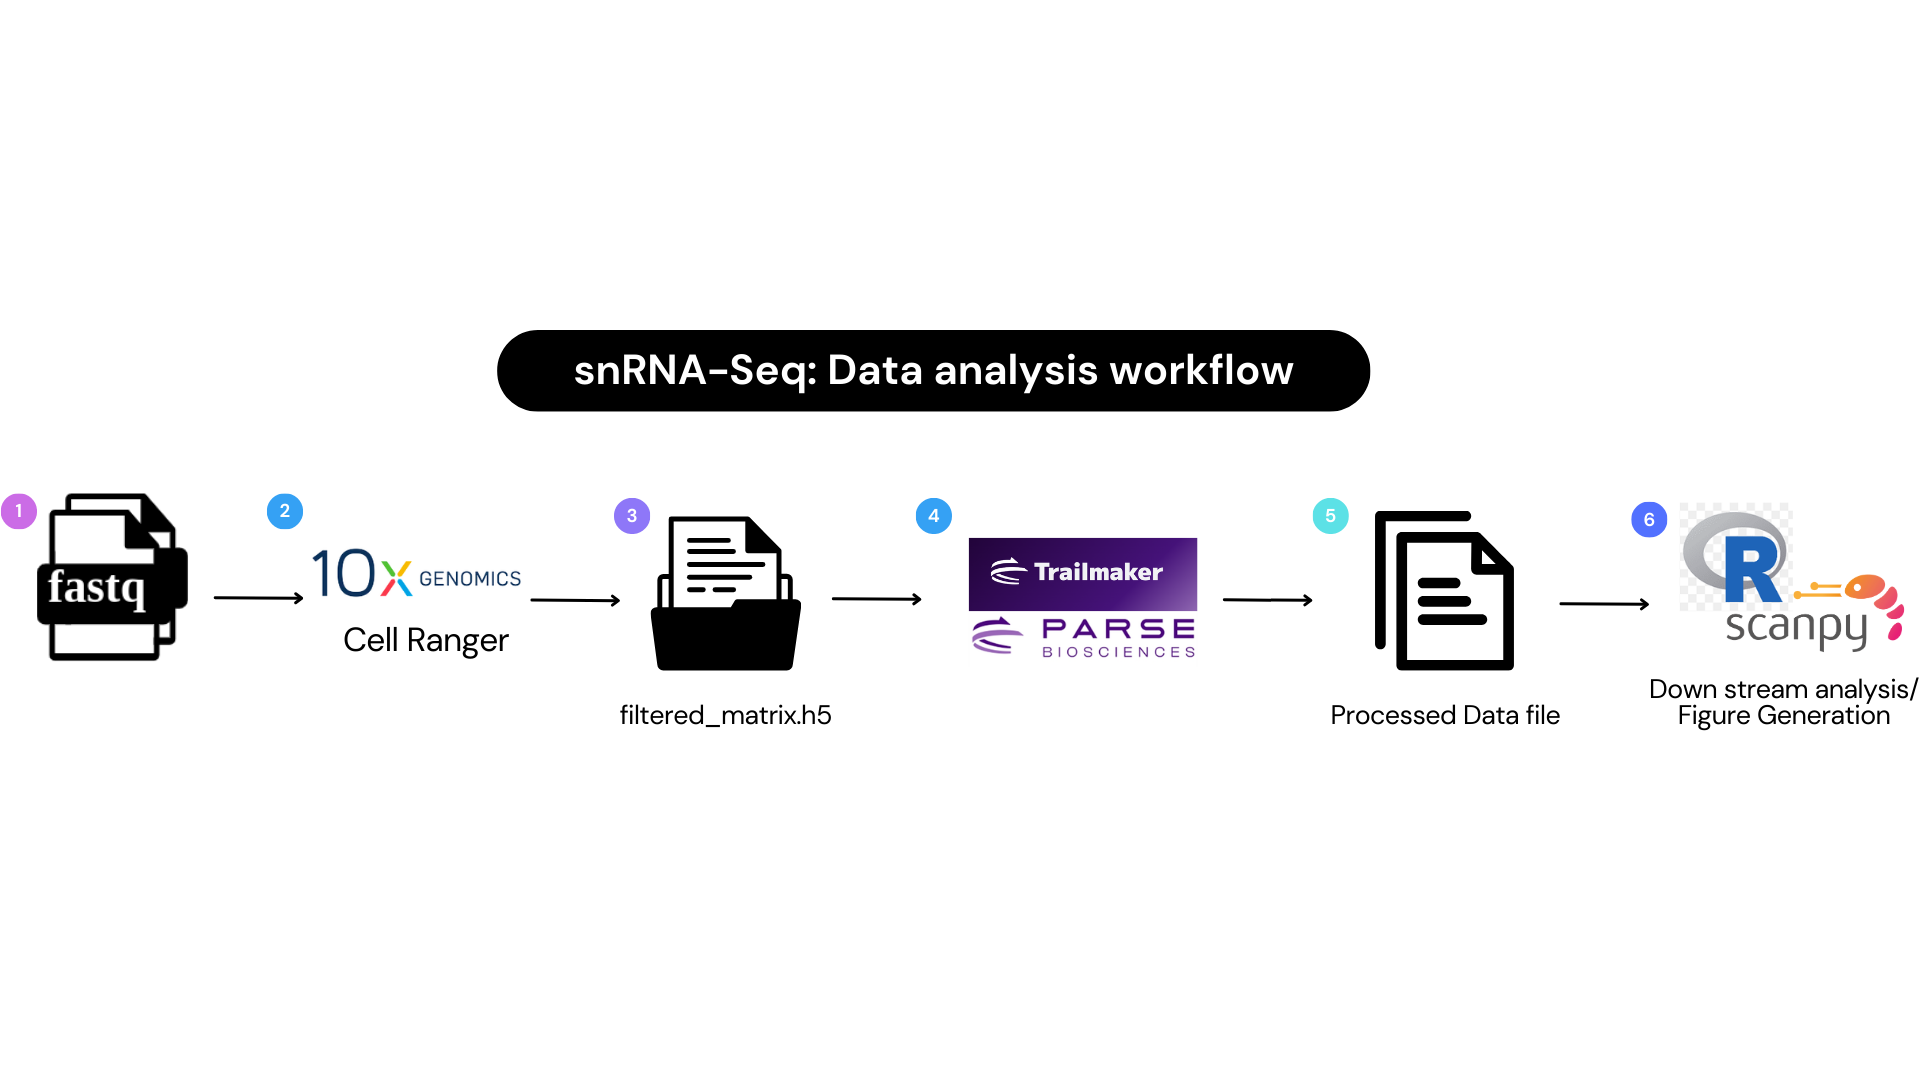 snRNA-Seq: Data analysis workflow
1
fastq
2
10x GENOMICS
Cell Ranger
3
filtered_matrix.h5
4
Trailmaker
PARSE
BIOSCIENCES
5
Processed Data file
6
R
scanpy
Down stream analysis/
Figure Generation